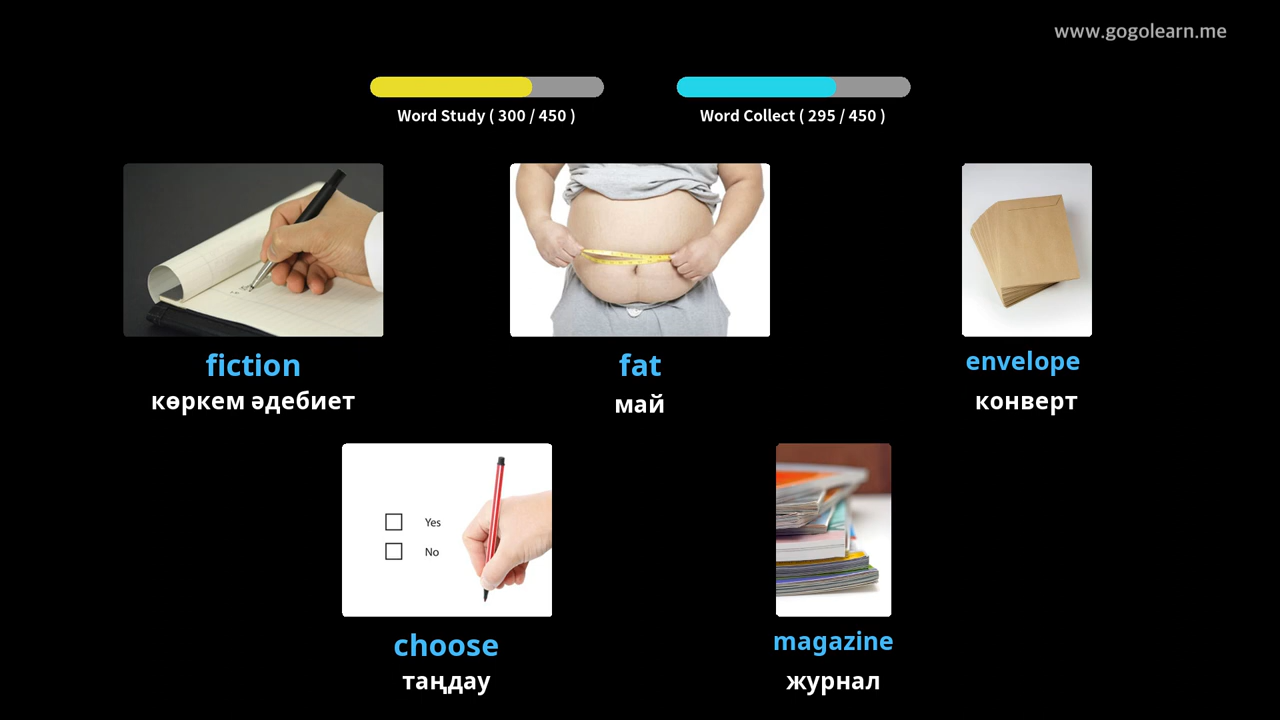 www.gogolearn.me
Word Study ( 300 / 450 )
Word Collect ( 295 / 450 )
fiction
көркем әдебиет
fat
май
envelope
конверт
Yes
No
choose
таңдау
magazine
журнал